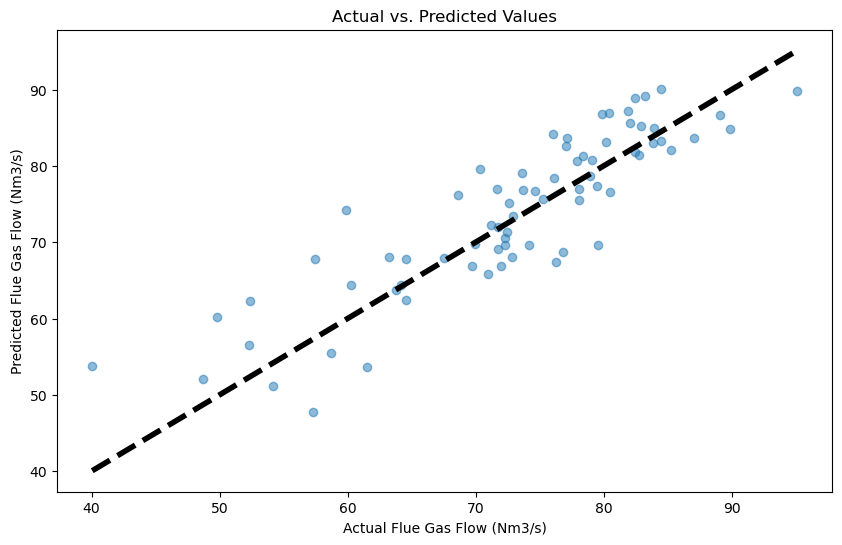 Actual vs. Predicted Values
Predicted Flue Gas Flow (Nm3/s)
90
80
70
60
50
40
40 50 60 70 80 90
Actual Flue Gas Flow (Nm3/s)